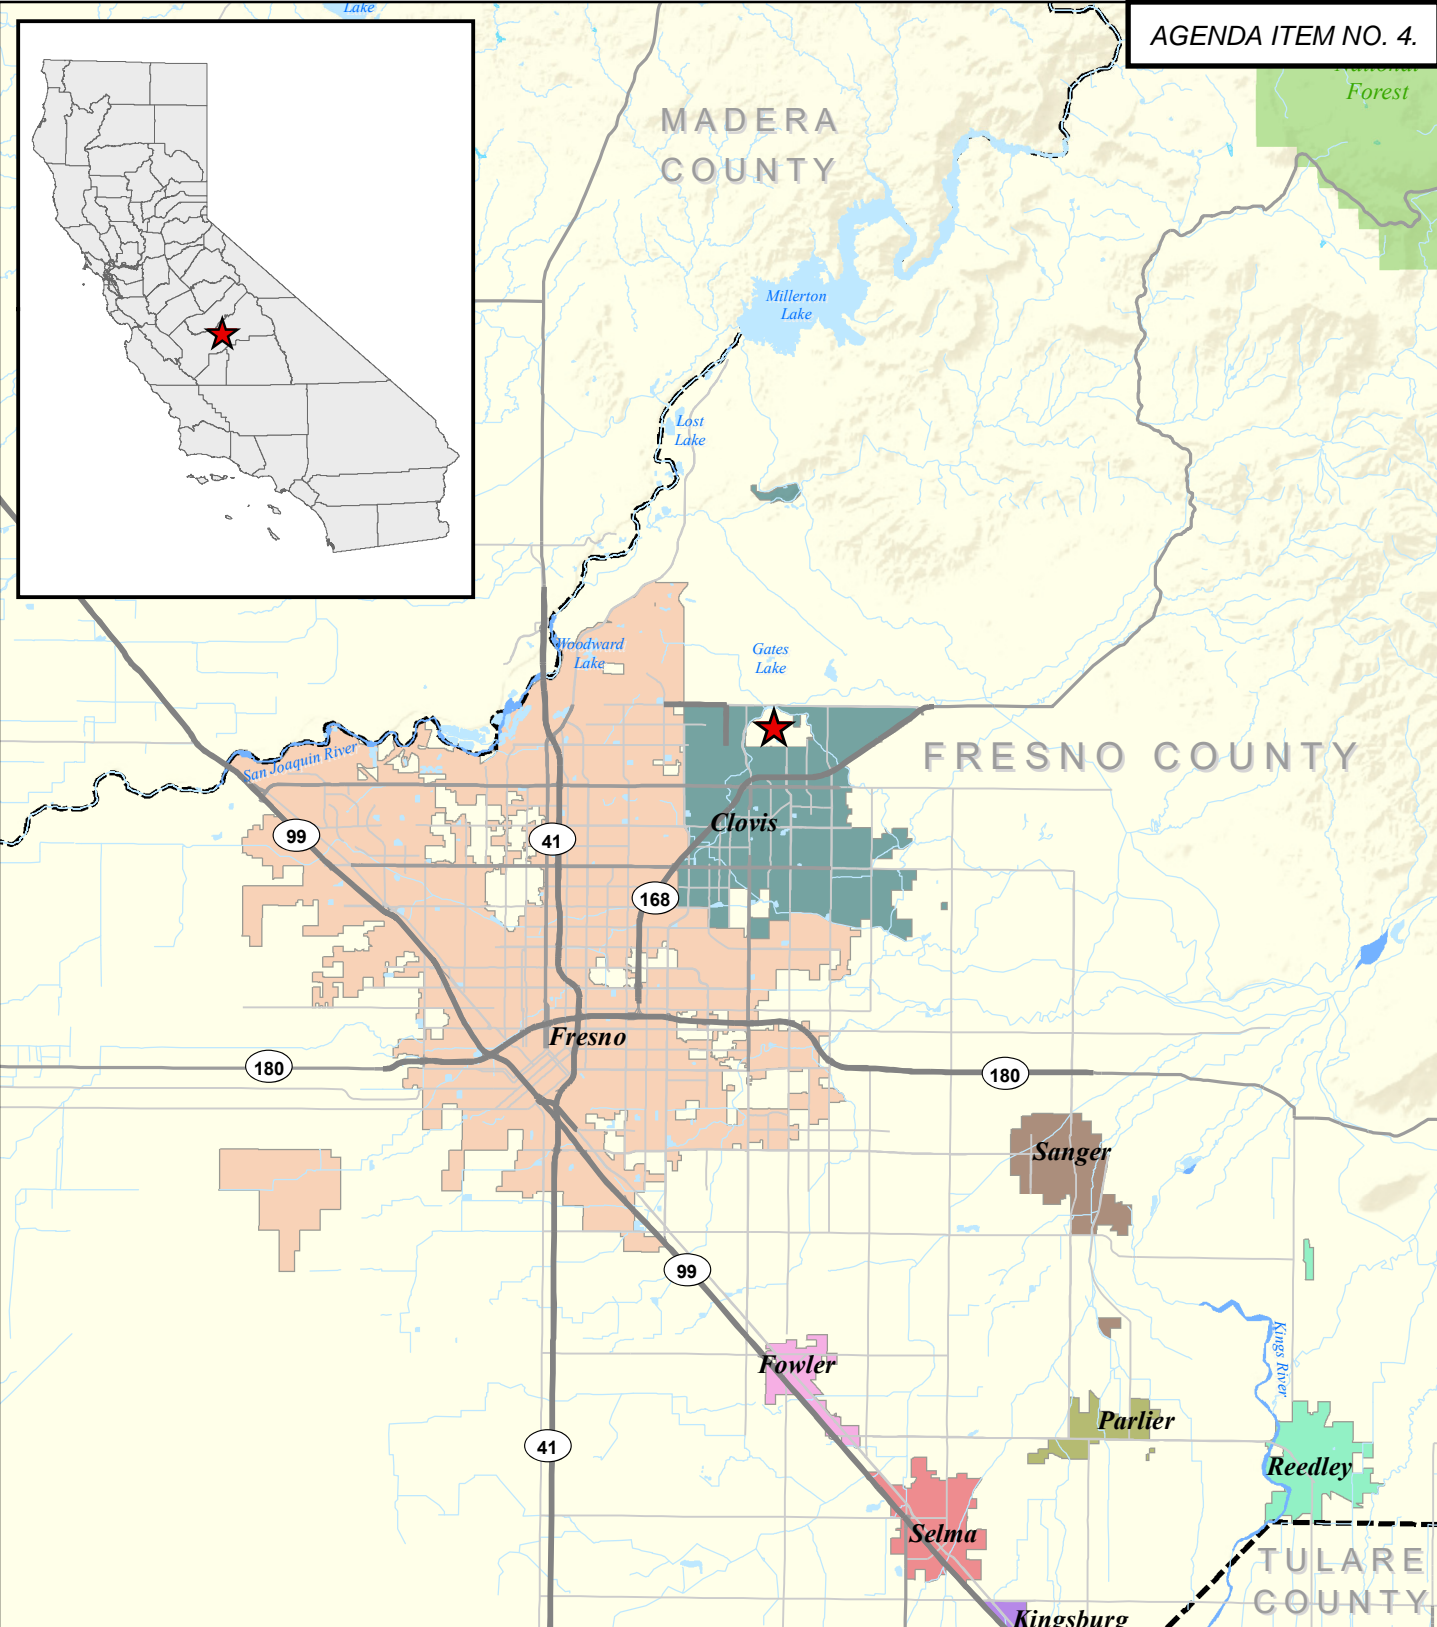 Lake
AGENDA ITEM NO. 4.
National
Forest
MADERA
COUNTY
Millerton
Lake
Lost
Lake
Woodward
Lake
Gates
Lake
FRESNO COUNTY
San Joaquin River
Clovis
99
41
168
Fresno
180
180
Sanger
99
Kings River
Fowler
Parlier
41
Reedley
Selma
TULARE
COUNTY
Kingsburg